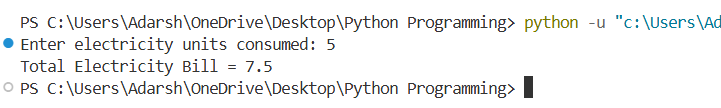 PS C:\Users\Adarsh\OneDrive\Desktop\Python Programming> python -u "c:\Users\Ad
Enter electricity units consumed: 5
Total Electricity Bill = 7.5
PS C:\Users\Adarsh\OneDrive\Desktop\Python Programming>